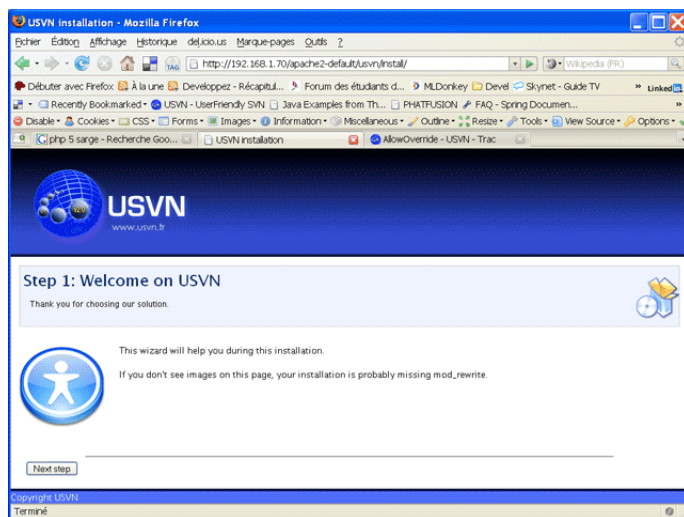 USVN installation - Mozilla Firefox
Fichier Édition Affichage Historique del.icio.us Marque-pages Outils ?
TAG http://192.168.1.70/apache2-default/usvn/install/ Wikipedia (FR)
Débuter avec Firefox À la une Developpez - Récapitul... Forum des étudiants d... MLDonkey Devel Skynet - Guide TV » Linked in
Recently Bookmarked USVN - UserFriendly SVN Java Examples from Th... PHATFUSION FAQ - Spring Documen... »
Disable Cookies CSS Forms Images Information Miscellaneous Outline Resize Tools View Source Options
php 5 sarge - Recherche Goo... USVN installation AllowOverride - USVN - Trac
USVN
www.usvn.fr
Step 1: Welcome on USVN
Thank you for choosing our solution.
This wizard will help you during this installation.
If you don't see images on this page, your installation is probably missing mod_rewrite.
Next step
Copyright USVN
Terminé